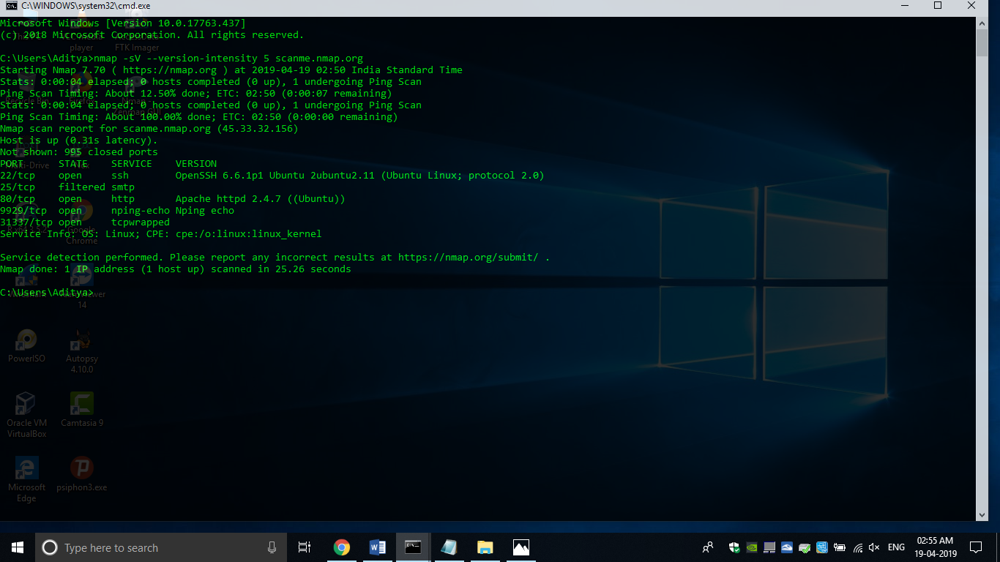 C:\WINDOWS\system32\cmd.exe
Microsoft Windows [Version 10.0.17763.437]
(c) 2018 Microsoft Corporation. All rights reserved.
player
FTK Imager
C:\Users\Aditya>nmap -sV --version-intensity 5 scanme.nmap.org
Starting Nmap 7.70 ( https://nmap.org ) at 2019-04-19 02:50 India Standard Time
Stats: 0:00:04 elapsed; 0 hosts completed (0 up), 1 undergoing Ping Scan
Ping Scan Timing: About 12.50% done; ETC: 02:50 (0:00:07 remaining)
Stats: 0:00:04 elapsed; 0 hosts completed (0 up), 1 undergoing Ping Scan
Ping Scan Timing: About 100.00% done; ETC: 02:50 (0:00:00 remaining)
Nmap scan report for scanme.nmap.org (45.33.32.156)
Host is up (0.31s latency).
Not shown: 995 closed ports
PORT STATE SERVICE VERSION
22/tcp open ssh OpenSSH 6.6.1p1 Ubuntu 2ubuntu2.11 (Ubuntu Linux; protocol 2.0)
25/tcp filtered smtp
80/tcp open http Apache httpd 2.4.7 ((Ubuntu))
9929/tcp open nping-echo Nping echo
31337/tcp open tcpwrapped
Google
Chrome
Service Info: OS: Linux; CPE: cpe:/o:linux:linux_kernel
Service detection performed. Please report any incorrect results at https://nmap.org/submit/ .
Nmap done: 1 IP address (1 host up) scanned in 25.26 seconds
C:\Users\Aditya>
14
PowerISO
Autopsy
4.10.0
Oracle VM
VirtualBox
Camtasia 9
Microsoft
Edge
psiphon3.exe
Type here to search
ENG
02:55 AM
19-04-2019